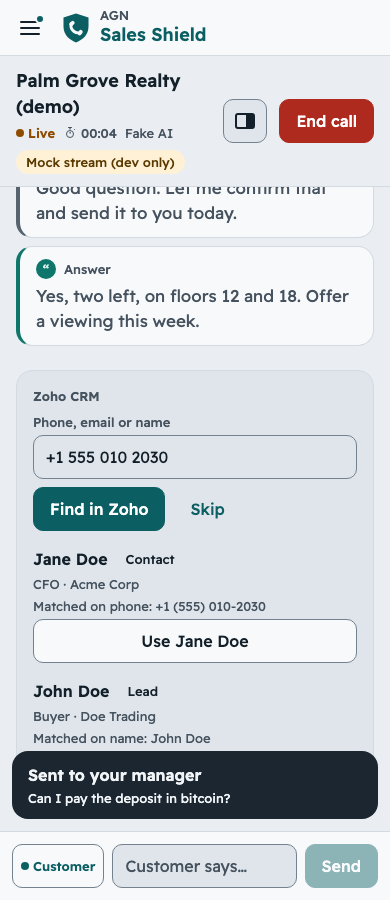 AGN
Sales Shield
Palm Grove Realty
(demo)
Live 00:04 Fake AI
End call
Mock stream (dev only)
Good question. Let me confirm that
and send it to you today.
Answer
Yes, two left, on floors 12 and 18. Offer
a viewing this week.
Zoho CRM
Phone, email or name
+1 555 010 2030
Find in Zoho Skip
Jane Doe Contact
CFO · Acme Corp
Matched on phone: +1 (555) 010-2030
Use Jane Doe
John Doe Lead
Buyer · Doe Trading
Matched on name: John Doe
Sent to your manager
Can I pay the deposit in bitcoin?
Customer Customer says... Send